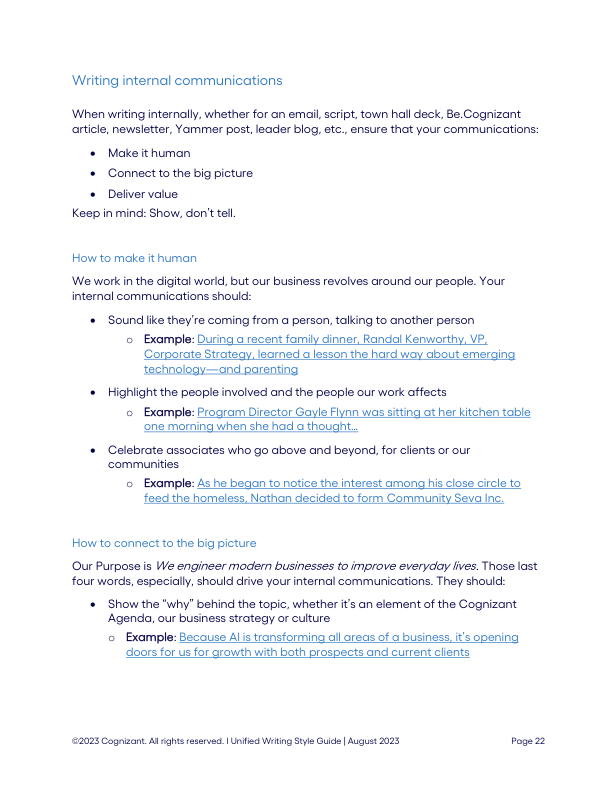 Writing internal communications
When writing internally, whether for an email, script, town hall deck, Be.Cognizant
article, newsletter, Yammer post, leader blog, etc., ensure that your communications:
• Make it human
• Connect to the big picture
• Deliver value
Keep in mind: Show, don’t tell.
How to make it human
We work in the digital world, but our business revolves around our people. Your
internal communications should:
• Sound like they’re coming from a person, talking to another person
o Example: During a recent family dinner, Randal Kenworthy, VP,
Corporate Strategy, learned a lesson the hard way about emerging
technology—and parenting
• Highlight the people involved and the people our work affects
o Example: Program Director Gayle Flynn was sitting at her kitchen table
one morning when she had a thought…
• Celebrate associates who go above and beyond, for clients or our
communities
o Example: As he began to notice the interest among his close circle to
feed the homeless, Nathan decided to form Community Seva Inc.
How to connect to the big picture
Our Purpose is We engineer modern businesses to improve everyday lives. Those last
four words, especially, should drive your internal communications. They should:
• Show the “why” behind the topic, whether it’s an element of the Cognizant
Agenda, our business strategy or culture
o Example: Because AI is transforming all areas of a business, it’s opening
doors for us for growth with both prospects and current clients
©2023 Cognizant. All rights reserved. I Unified Writing Style Guide | August 2023 Page 22